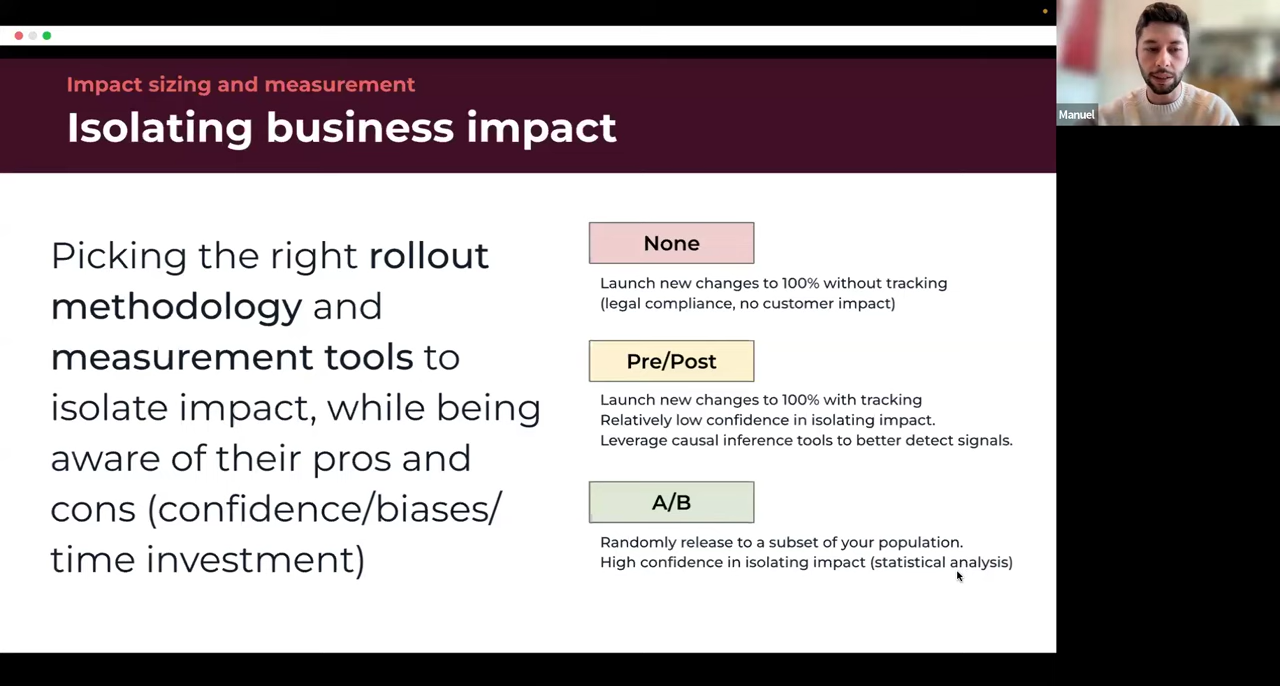 Impact sizing and measurement
Isolating business impact
Picking the right rollout
methodology and
measurement tools to
isolate impact, while being
aware of their pros and
cons (confidence/biases/
time investment)
None
Launch new changes to 100% without tracking
(legal compliance, no customer impact)
Pre/Post
Launch new changes to 100% with tracking
Relatively low confidence in isolating impact.
Leverage causal inference tools to better detect signals.
A/B
Randomly release to a subset of your population.
High confidence in isolating impact (statistical analysis)
Manuel